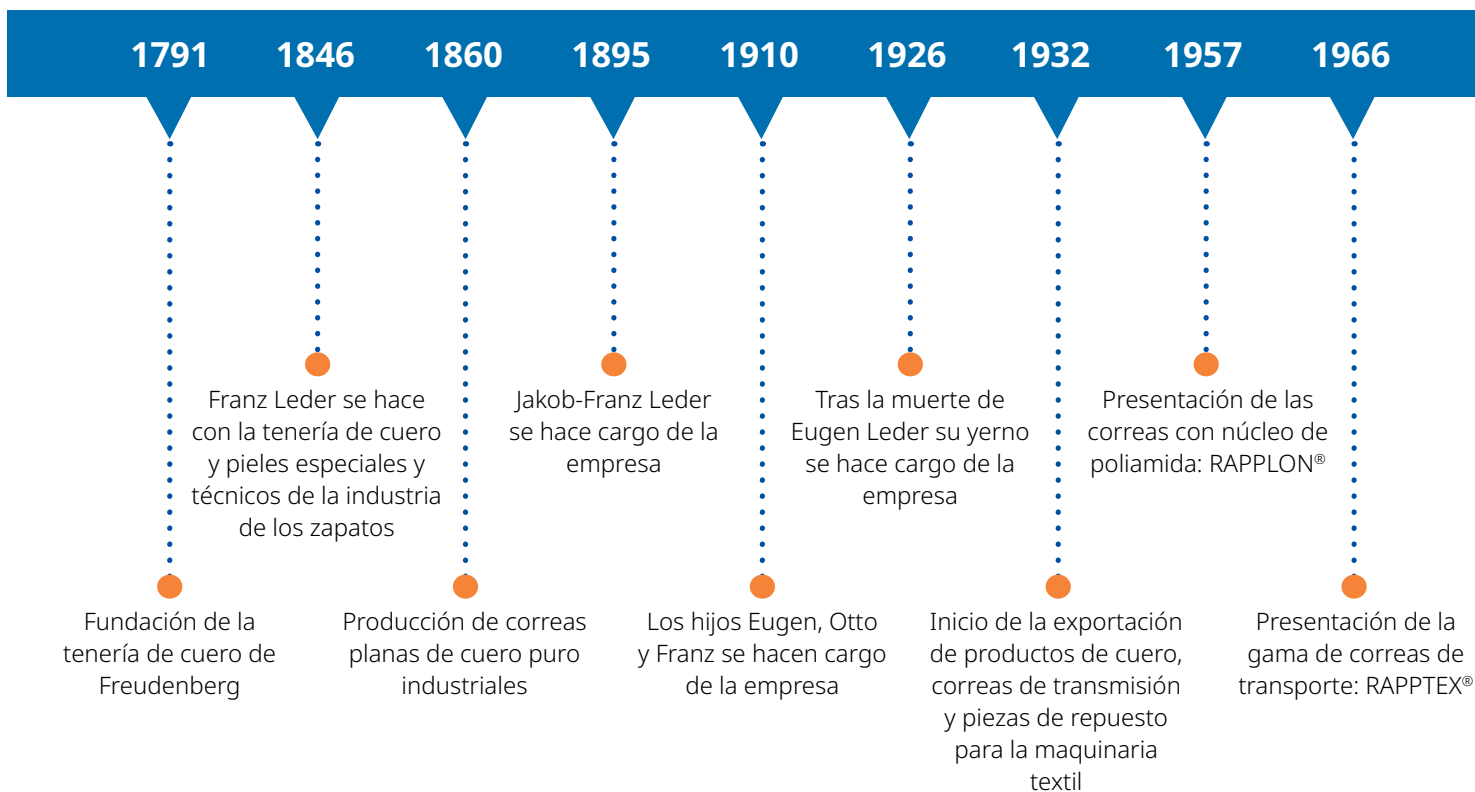 1791 1846 1860 1895 1910 1926 1932 1957 1966
Franz Leder se hace
con la tenería de cuero
y pieles especiales y
técnicos de la industria
de los zapatos
Jakob-Franz Leder
se hace cargo de la
empresa
Tras la muerte de
Eugen Leder su yerno
se hace cargo de la
empresa
Presentación de las
correas con núcleo de
poliamida: RAPPLON®
Fundación de la
tenería de cuero de
Freudenberg
Producción de correas
planas de cuero puro
industriales
Los hijos Eugen, Otto
y Franz se hacen cargo
de la empresa
Inicio de la exportación
de productos de cuero,
correas de transmisión
y piezas de repuesto
para la maquinaria
textil
Presentación de la
gama de correas de
transporte: RAPPTEX®